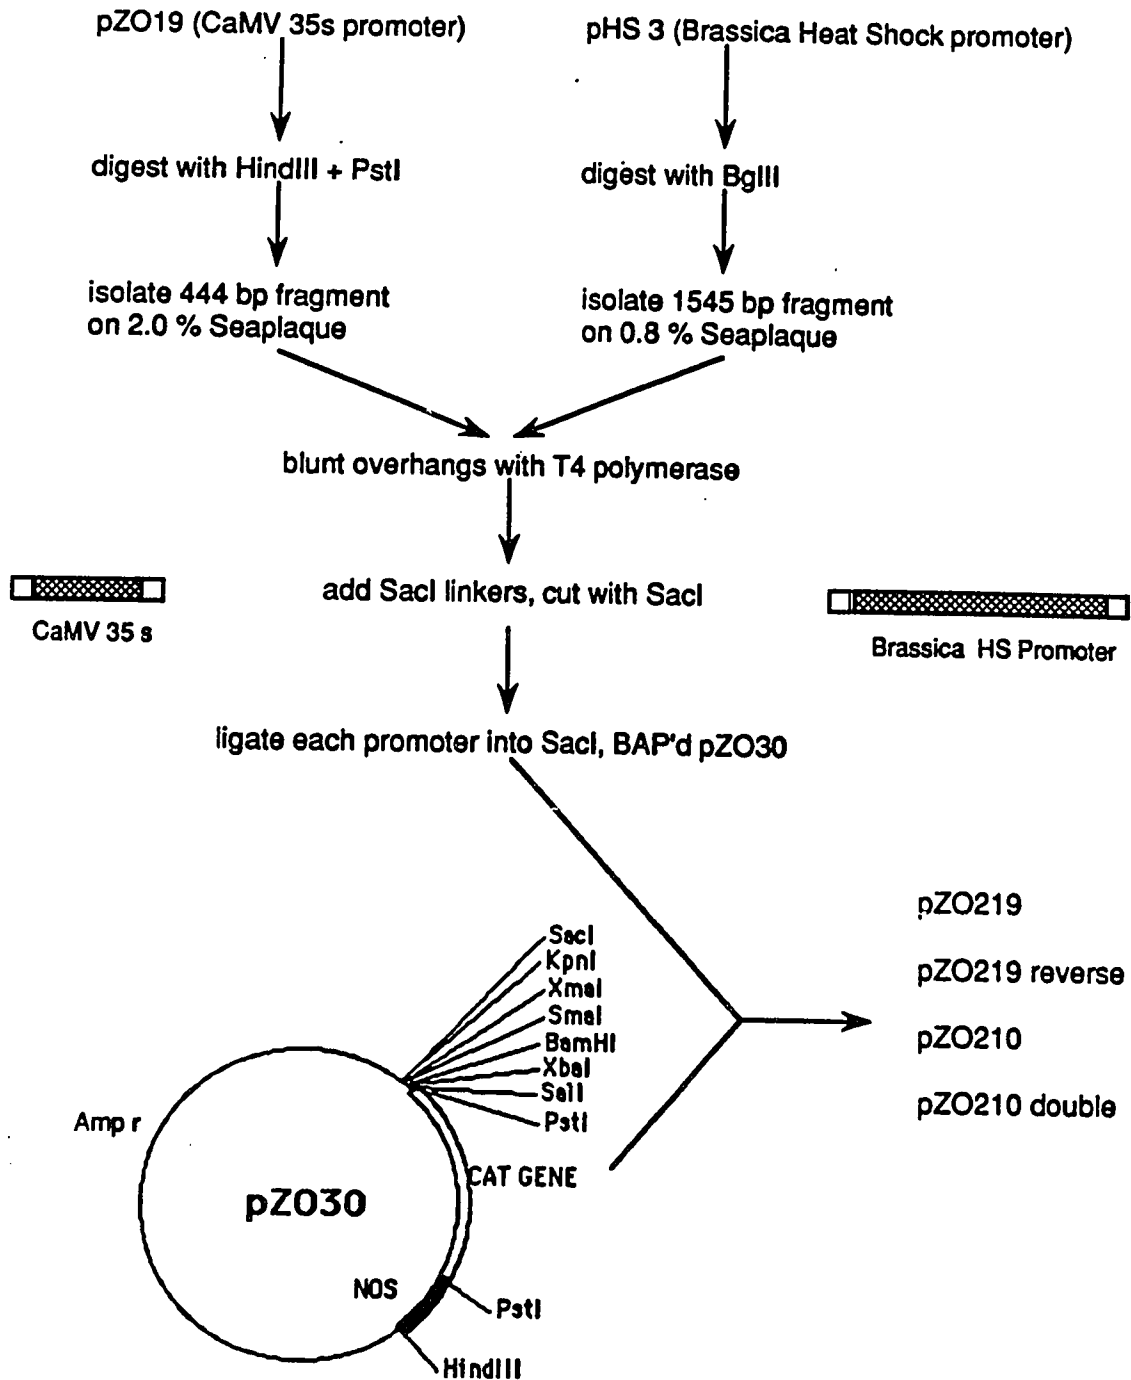 pZO19 (CaMV 35s promoter)
pHS 3 (Brassica Heat Shock promoter)
digest with HindIII + PstI
digest with BglII
isolate 444 bp fragment
on 2.0 % Seaplaque
isolate 1545 bp fragment
on 0.8 % Seaplaque
blunt overhangs with T4 polymerase
add SacI linkers, cut with SacI
CaMV 35 s
Brassica HS Promoter
ligate each promoter into SacI, BAP'd pZO30
pZO219
pZO219 reverse
pZO210
pZO210 double
SacI
KpnI
XmaI
SmaI
BamHI
XbaI
SalI
PstI
Amp r
CAT GENE
pZO30
NOS
PstI
HindIII